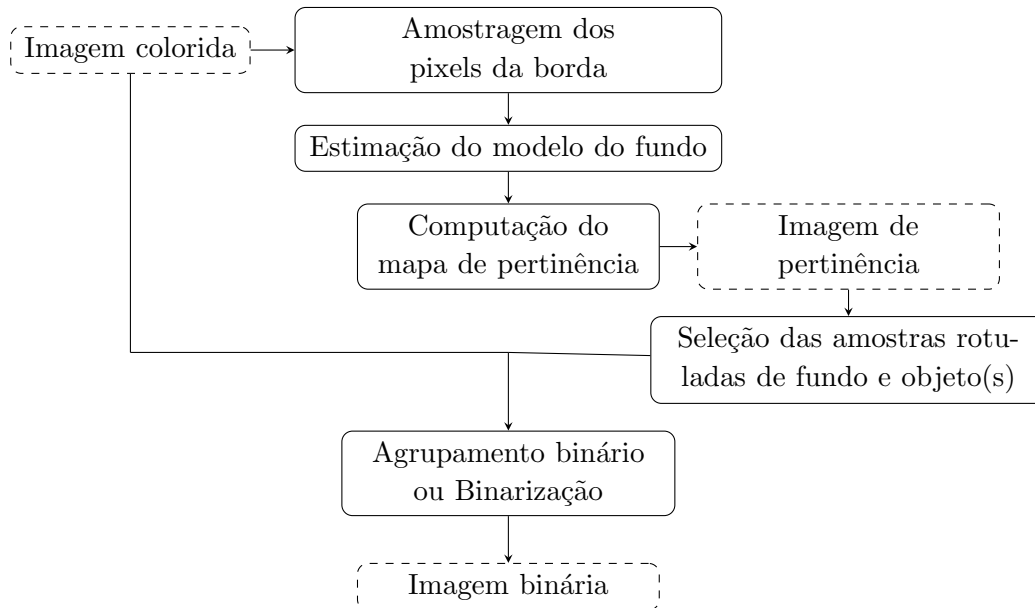 Imagem colorida
Amostragem dos
pixels da borda
Estimação do modelo do fundo
Computação do
mapa de pertinência
Imagem de
pertinência
Seleção das amostras rotu-
ladas de fundo e objeto(s)
Agrupamento binário
ou Binarização
Imagem binária